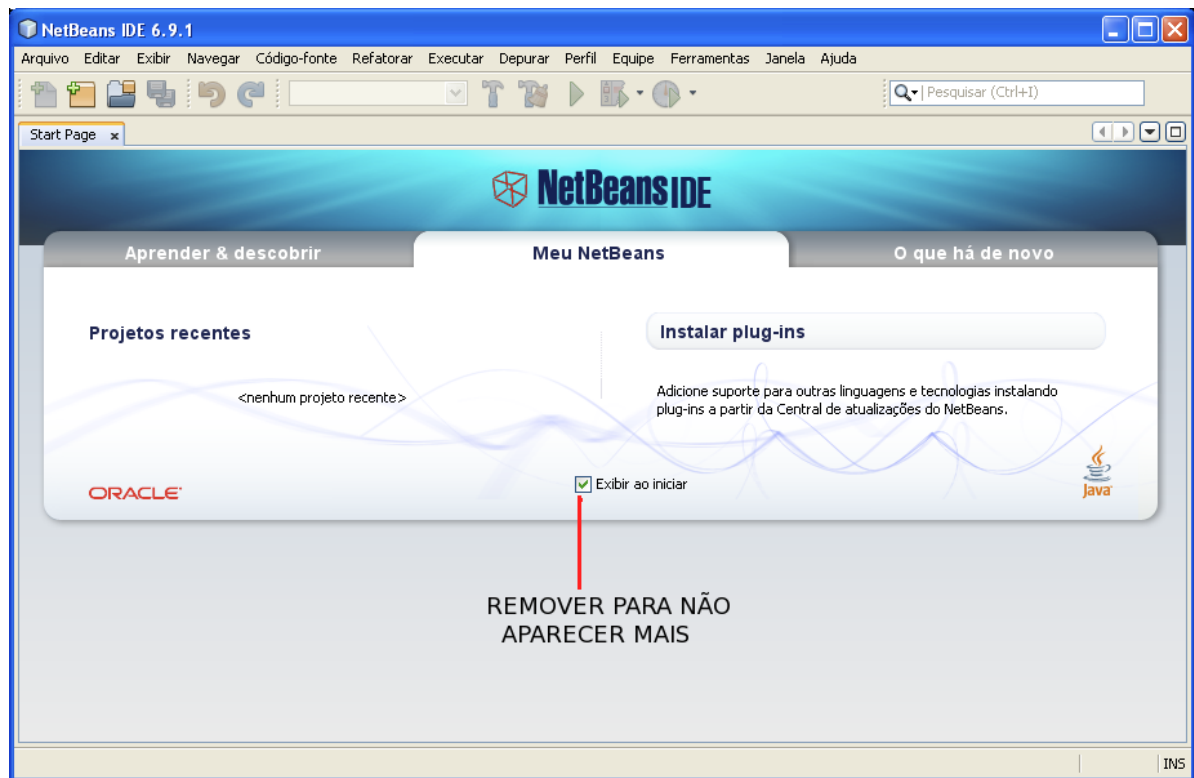 NetBeans IDE 6.9.1
Arquivo Editar Exibir Navegar Código-fonte Refatorar Executar Depurar Perfil Equipe Ferramentas Janela Ajuda
Pesquisar (Ctrl+I)
Start Page x
NetBeans IDE
Aprender & descobrir
Meu NetBeans
O que há de novo
Projetos recentes
<nenhum projeto recente>
Instalar plug-ins
Adicione suporte para outras linguagens e tecnologias instalando
plug-ins a partir da Central de atualizações do NetBeans.
ORACLE
Exibir ao iniciar
Java
REMOVER PARA NÃO
APARECER MAIS
INS